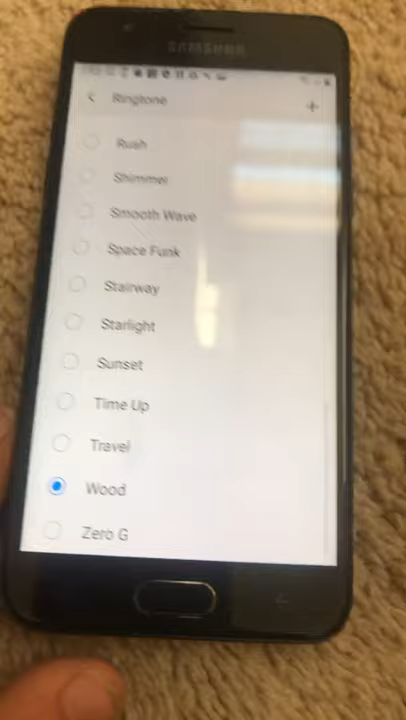 SAMSUNG
Ringtone
Rush
Shimmer
Smooth Wave
Space Funk
Stairway
Starlight
Sunset
Time Up
Travel
Wood
Zero G